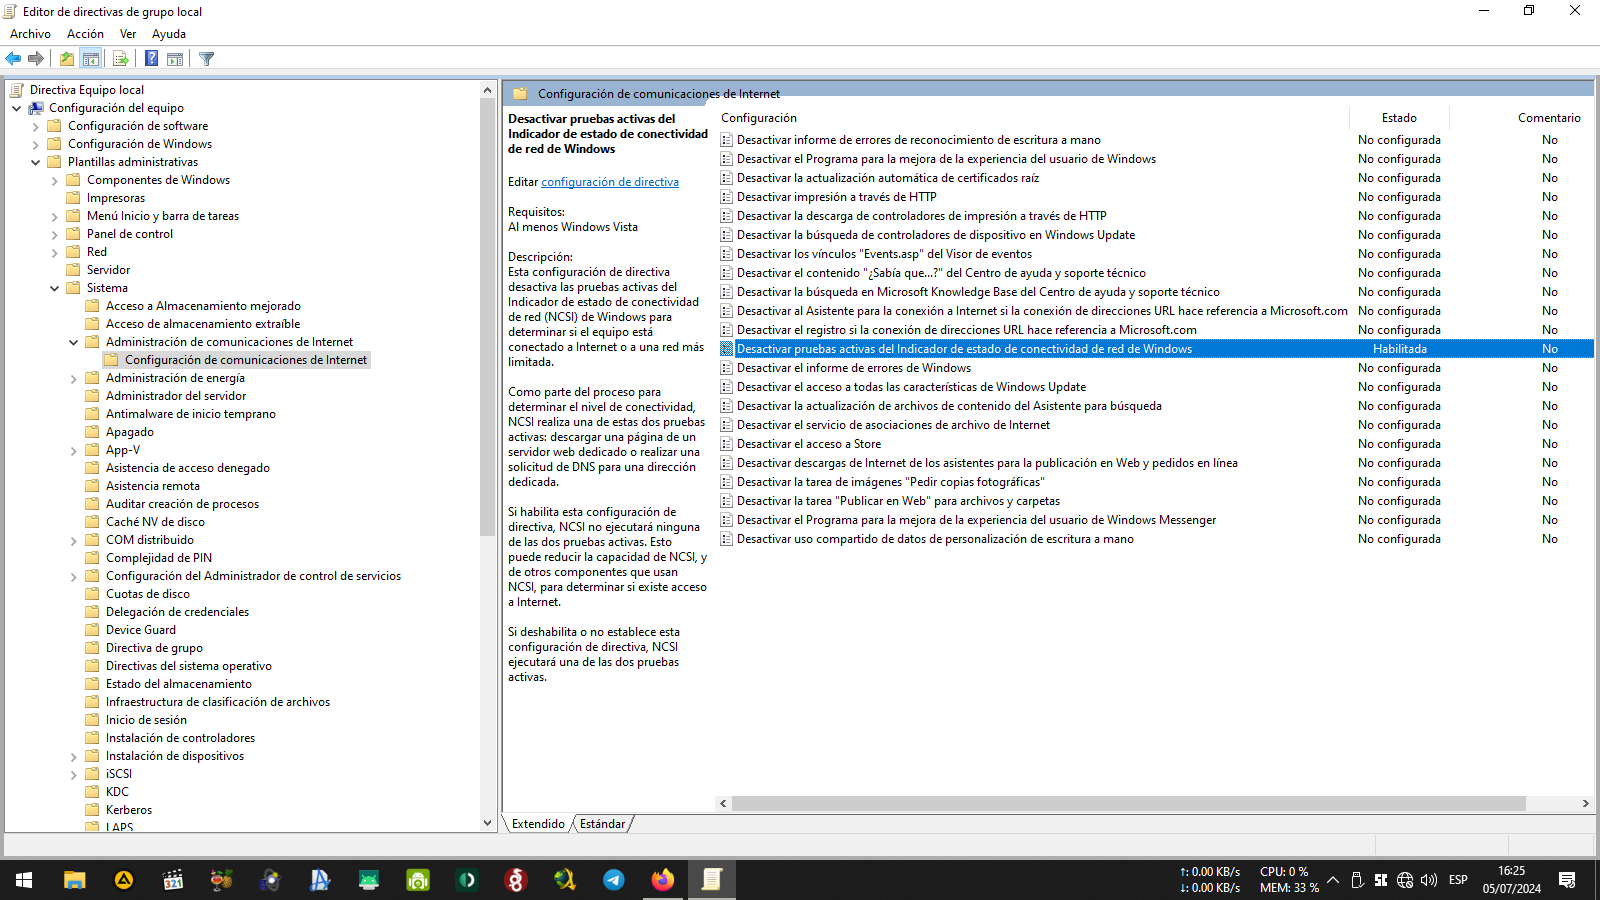 Editor de directivas de grupo local
Archivo Acción Ver Ayuda
Directiva Equipo local
Configuración del equipo
Configuración de software
Configuración de Windows
Plantillas administrativas
Componentes de Windows
Impresoras
Menú Inicio y barra de tareas
Panel de control
Red
Servidor
Sistema
Acceso a Almacenamiento mejorado
Acceso de almacenamiento extraíble
Administración de comunicaciones de Internet
Configuración de comunicaciones de Internet
Administración de energía
Administrador del servidor
Antimalware de inicio temprano
Apagado
App-V
Asistencia de acceso denegado
Asistencia remota
Auditar creación de procesos
Caché NV de disco
COM distribuido
Complejidad de PIN
Configuración del Administrador de control de servicios
Cuotas de disco
Delegación de credenciales
Device Guard
Directiva de grupo
Directivas del sistema operativo
Estado del almacenamiento
Infraestructura de clasificación de archivos
Inicio de sesión
Instalación de controladores
Instalación de dispositivos
iSCSI
KDC
Kerberos
LAPS
Configuración de comunicaciones de Internet
Desactivar pruebas activas del
Indicador de estado de conectividad
de red de Windows
Editar configuración de directiva
Requisitos:
Al menos Windows Vista
Descripción:
Esta configuración de directiva
desactiva las pruebas activas del
Indicador de estado de conectividad
de red (NCSI) de Windows para
determinar si el equipo está
conectado a Internet o a una red más
limitada.
Como parte del proceso para
determinar el nivel de conectividad,
NCSI realiza una de estas dos pruebas
activas: descargar una página de un
servidor web dedicado o realizar una
solicitud de DNS para una dirección
dedicada.
Si habilita esta configuración de
directiva, NCSI no ejecutará ninguna
de las dos pruebas activas. Esto
puede reducir la capacidad de NCSI, y
de otros componentes que usan
NCSI, para determinar si existe acceso
a Internet.
Si deshabilita o no establece esta
configuración de directiva, NCSI
ejecutará una de las dos pruebas
activas.
Configuración Estado Comentario
Desactivar informe de errores de reconocimiento de escritura a mano No configurada No
Desactivar el Programa para la mejora de la experiencia del usuario de Windows No configurada No
Desactivar la actualización automática de certificados raíz No configurada No
Desactivar impresión a través de HTTP No configurada No
Desactivar la descarga de controladores de impresión a través de HTTP No configurada No
Desactivar la búsqueda de controladores de dispositivo en Windows Update No configurada No
Desactivar los vínculos "Events.asp" del Visor de eventos No configurada No
Desactivar el contenido "¿Sabía que...?" del Centro de ayuda y soporte técnico No configurada No
Desactivar la búsqueda en Microsoft Knowledge Base del Centro de ayuda y soporte técnico No configurada No
Desactivar al Asistente para la conexión a Internet si la conexión de direcciones URL hace referencia a Microsoft.com No configurada No
Desactivar el registro si la conexión de direcciones URL hace referencia a Microsoft.com No configurada No
Desactivar pruebas activas del Indicador de estado de conectividad de red de Windows Habilitada No
Desactivar el informe de errores de Windows No configurada No
Desactivar el acceso a todas las características de Windows Update No configurada No
Desactivar la actualización de archivos de contenido del Asistente para búsqueda No configurada No
Desactivar el servicio de asociaciones de archivo de Internet No configurada No
Desactivar el acceso a Store No configurada No
Desactivar descargas de Internet de los asistentes para la publicación en Web y pedidos en línea No configurada No
Desactivar la tarea de imágenes "Pedir copias fotográficas" No configurada No
Desactivar la tarea "Publicar en Web" para archivos y carpetas No configurada No
Desactivar el Programa para la mejora de la experiencia del usuario de Windows Messenger No configurada No
Desactivar uso compartido de datos de personalización de escritura a mano No configurada No
Extendido Estándar
321
↑: 0.00 KB/s CPU: 0 %
↓: 0.00 KB/s MEM: 33 %
ESP
16:25
05/07/2024